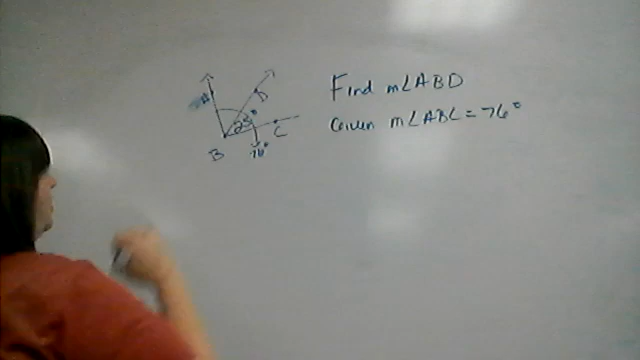 Find m∠ABD
Given m∠ABC = 76°
A
D
C
B
76°